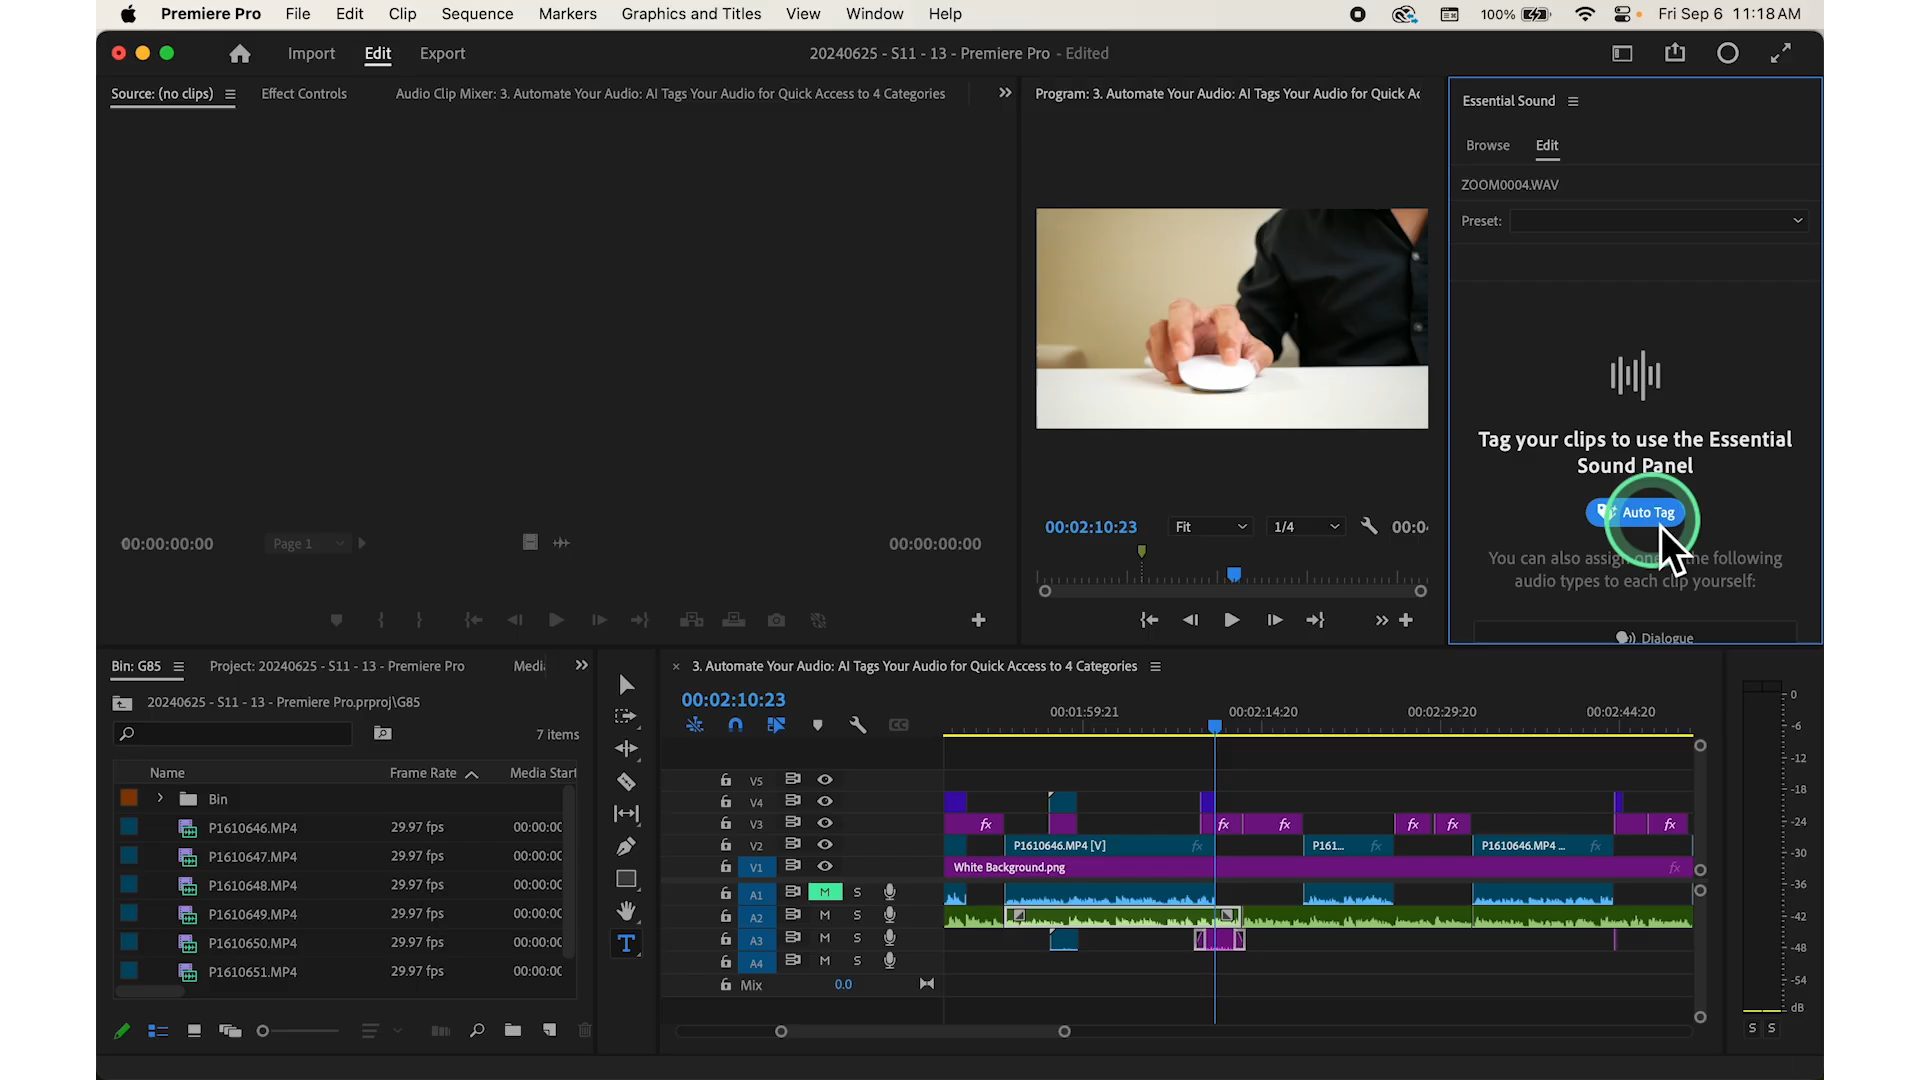 Premiere Pro File Edit Clip Sequence Markers Graphics and Titles View Window Help 100% Fri Sep 6 11:18 AM
Import Edit Export 20240625 - S11 - 13 - Premiere Pro - Edited
Source: (no clips) Effect Controls Audio Clip Mixer: 3. Automate Your Audio: AI Tags Your Audio for Quick Access to 4 Categories
Program: 3. Automate Your Audio: AI Tags Your Audio for Quick Ac
Essential Sound
Browse Edit
ZOOM0004.WAV
Preset:
Tag your clips to use the Essential
Sound Panel
Auto Tag
You can also assign one the following
audio types to each clip yourself:
Dialogue
00:00:00:00 Page 1 00:00:00:00
00:02:10:23 Fit 1/4 00:0
Bin: G85 Project: 20240625 - S11 - 13 - Premiere Pro Medi
20240625 - S11 - 13 - Premiere Pro.prproj\G85
7 items
Name Frame Rate Media Start
Bin
P1610646.MP4 29.97 fps 00:00:00
P1610647.MP4 29.97 fps 00:00:00
P1610648.MP4 29.97 fps 00:00:00
P1610649.MP4 29.97 fps 00:00:00
P1610650.MP4 29.97 fps 00:00:00
P1610651.MP4 29.97 fps 00:00:00
× 3. Automate Your Audio: AI Tags Your Audio for Quick Access to 4 Categories
00:02:10:23
CC
00:01:59:21 00:02:14:20 00:02:29:20 00:02:44:20
V5
V4
V3 fx fx fx fx fx fx
V2 P1610646.MP4 [V] fx P161... fx P1610646.MP4 ... fx
V1 White Background.png fx
A1 M S
A2 M S
A3 M S
A4 M S
Mix 0.0
0
-6
-12
-18
-24
-30
-36
-42
-48
-54
dB
S S